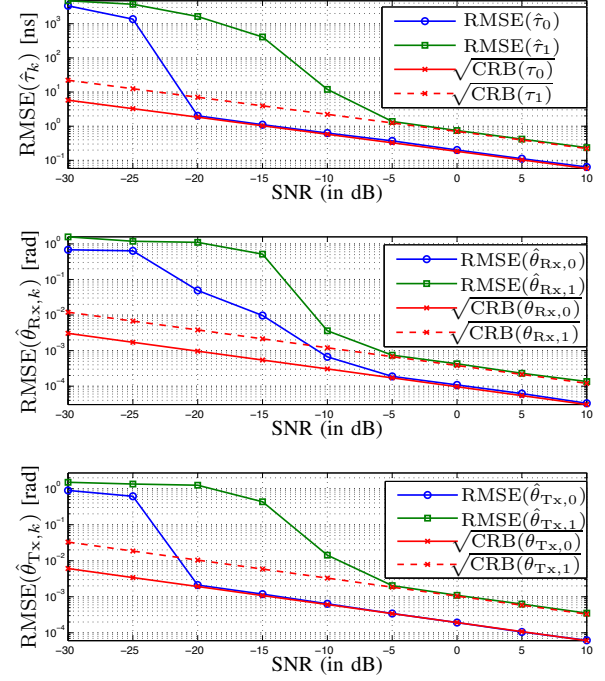 RMSE(τ̂_k) [ns]
10^3
10^2
10^1
10^0
10^-1
RMSE(τ̂_0)
RMSE(τ̂_1)
√CRB(τ_0)
√CRB(τ_1)
-30 -25 -20 -15 -10 -5 0 5 10
SNR (in dB)
RMSE(θ̂_Rx,k) [rad]
10^0
10^-1
10^-2
10^-3
10^-4
RMSE(θ̂_Rx,0)
RMSE(θ̂_Rx,1)
√CRB(θ_Rx,0)
√CRB(θ_Rx,1)
-30 -25 -20 -15 -10 -5 0 5 10
SNR (in dB)
RMSE(θ̂_Tx,k) [rad]
10^0
10^-1
10^-2
10^-3
10^-4
RMSE(θ̂_Tx,0)
RMSE(θ̂_Tx,1)
√CRB(θ_Tx,0)
√CRB(θ_Tx,1)
-30 -25 -20 -15 -10 -5 0 5 10
SNR (in dB)